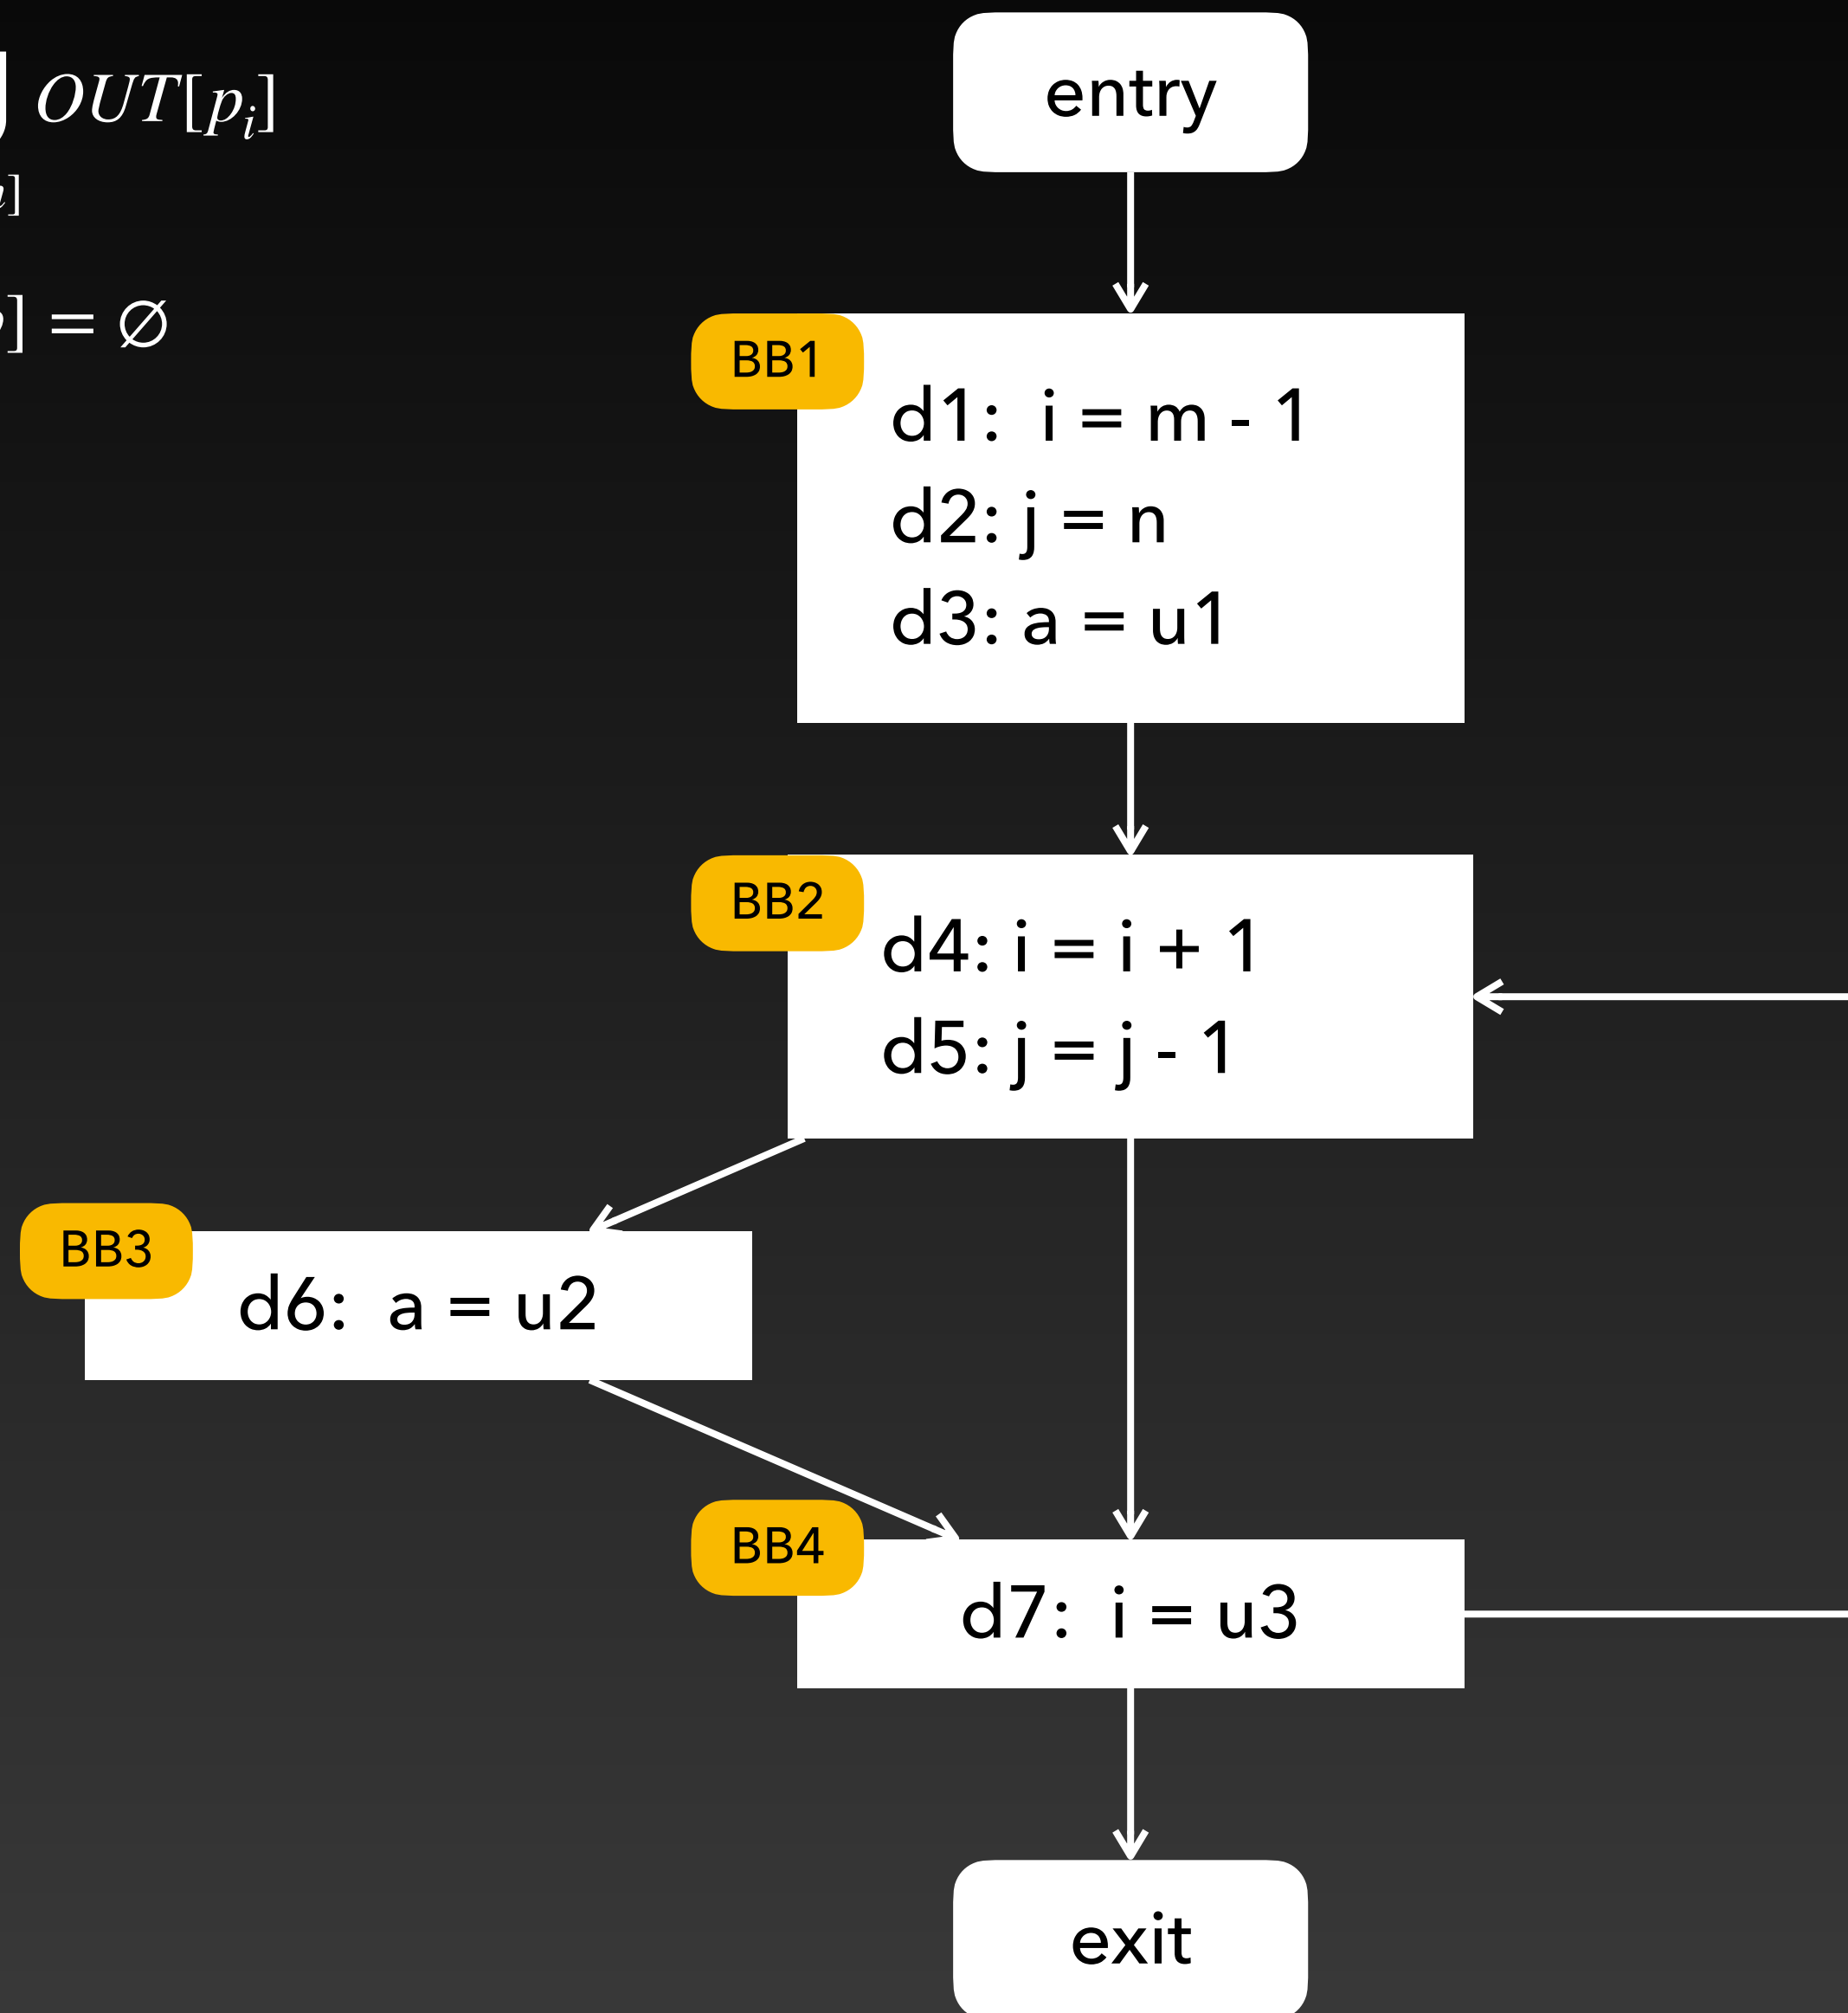 OUT[pᵢ]
] = ∅
entry
BB1
d1: i = m - 1
d2: j = n
d3: a = u1
BB2
d4: i = i + 1
d5: j = j - 1
BB3
d6: a = u2
BB4
d7: i = u3
exit